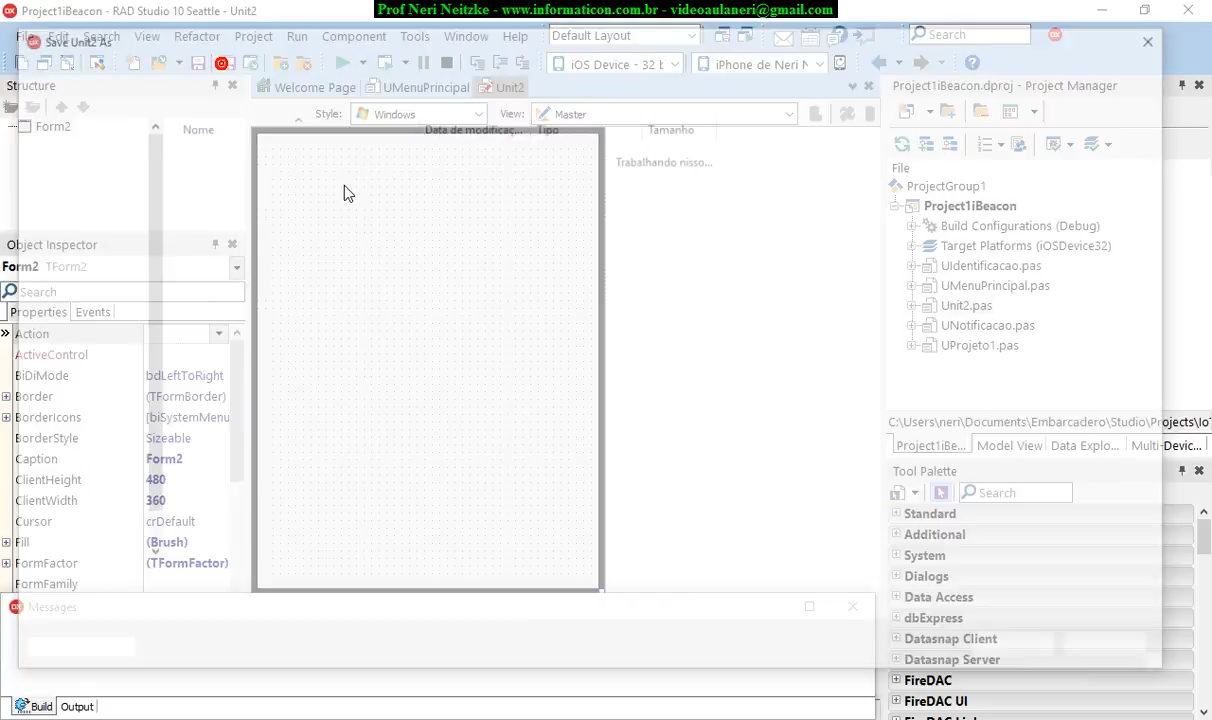 Project1iBeacon - RAD Studio 10 Seattle - Unit2
Prof Neri Neitzke - www.informaticon.com.br - videoaulaneri@gmail.com
Search View Refactor Project Run Component Tools Window Help
Default Layout
Search
Save Unit2 As
iOS Device - 32 b
iPhone de Neri N
Structure
Welcome Page
UMenuPrincipal
Unit2
Project1iBeacon.dproj - Project Manager
Style:
Windows
View:
Master
Form2
Nome
Data de modificaç...
Tipo
Tamanho
Trabalhando nisso...
File
ProjectGroup1
Project1iBeacon
Build Configurations (Debug)
Target Platforms (iOSDevice32)
UIdentificacao.pas
UMenuPrincipal.pas
Unit2.pas
UNotificacao.pas
UProjeto1.pas
Object Inspector
Form2 TForm2
Search
Properties Events
Action
ActiveControl
BiDiMode bdLeftToRight
Border (TFormBorder)
BorderIcons [biSystemMenu
BorderStyle Sizeable
Caption Form2
ClientHeight 480
ClientWidth 360
Cursor crDefault
Fill (Brush)
FormFactor (TFormFactor)
FormFamily
C:\Users\neri\Documents\Embarcadero\Studio\Projects\IoT
Project1iBe... Model View Data Explo... Multi-Devic...
Tool Palette
Search
Standard
Additional
System
Dialogs
Data Access
dbExpress
Datasnap Client
Datasnap Server
FireDAC
FireDAC UI
Messages
Build Output